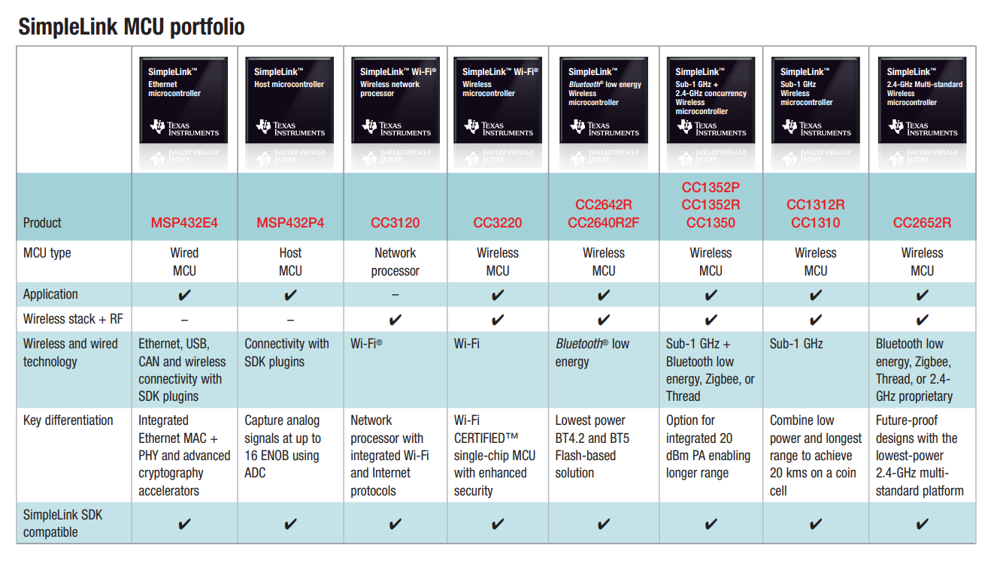 SimpleLink MCU portfolio
SimpleLink™
Ethernet
microcontroller
TEXAS
INSTRUMENTS
SimpleLink™
Host microcontroller
TEXAS
INSTRUMENTS
SimpleLink™ Wi-Fi®
Wireless network
processor
TEXAS
INSTRUMENTS
SimpleLink™ Wi-Fi®
Wireless
microcontroller
TEXAS
INSTRUMENTS
SimpleLink™
Bluetooth® low energy
Wireless
microcontroller
TEXAS
INSTRUMENTS
SimpleLink™
Sub-1 GHz +
2.4-GHz concurrency
Wireless
microcontroller
TEXAS
INSTRUMENTS
SimpleLink™
Sub-1 GHz
Wireless
microcontroller
TEXAS
INSTRUMENTS
SimpleLink™
2.4-GHz Multi-standard
Wireless
microcontroller
TEXAS
INSTRUMENTS
Product
MSP432E4
MSP432P4
CC3120
CC3220
CC2642R
CC2640R2F
CC1352P
CC1352R
CC1350
CC1312R
CC1310
CC2652R
MCU type
Wired
MCU
Host
MCU
Network
processor
Wireless
MCU
Wireless
MCU
Wireless
MCU
Wireless
MCU
Wireless
MCU
Application
✔
✔
–
✔
✔
✔
✔
✔
Wireless stack + RF
–
–
✔
✔
✔
✔
✔
✔
Wireless and wired
technology
Ethernet, USB,
CAN and wireless
connectivity with
SDK plugins
Connectivity with
SDK plugins
Wi-Fi®
Wi-Fi
Bluetooth® low
energy
Sub-1 GHz +
Bluetooth low
energy, Zigbee, or
Thread
Sub-1 GHz
Bluetooth low
energy, Zigbee,
Thread, or 2.4-
GHz proprietary
Key differentiation
Integrated
Ethernet MAC +
PHY and advanced
cryptography
accelerators
Capture analog
signals at up to
16 ENOB using
ADC
Network
processor with
integrated Wi-Fi
and Internet
protocols
Wi-Fi
CERTIFIED™
single-chip MCU
with enhanced
security
Lowest power
BT4.2 and BT5
Flash-based
solution
Option for
integrated 20
dBm PA enabling
longer range
Combine low
power and longest
range to achieve
20 kms on a coin
cell
Future-proof
designs with the
lowest-power
2.4-GHz multi-
standard platform
SimpleLink SDK
compatible
✔
✔
✔
✔
✔
✔
✔
✔